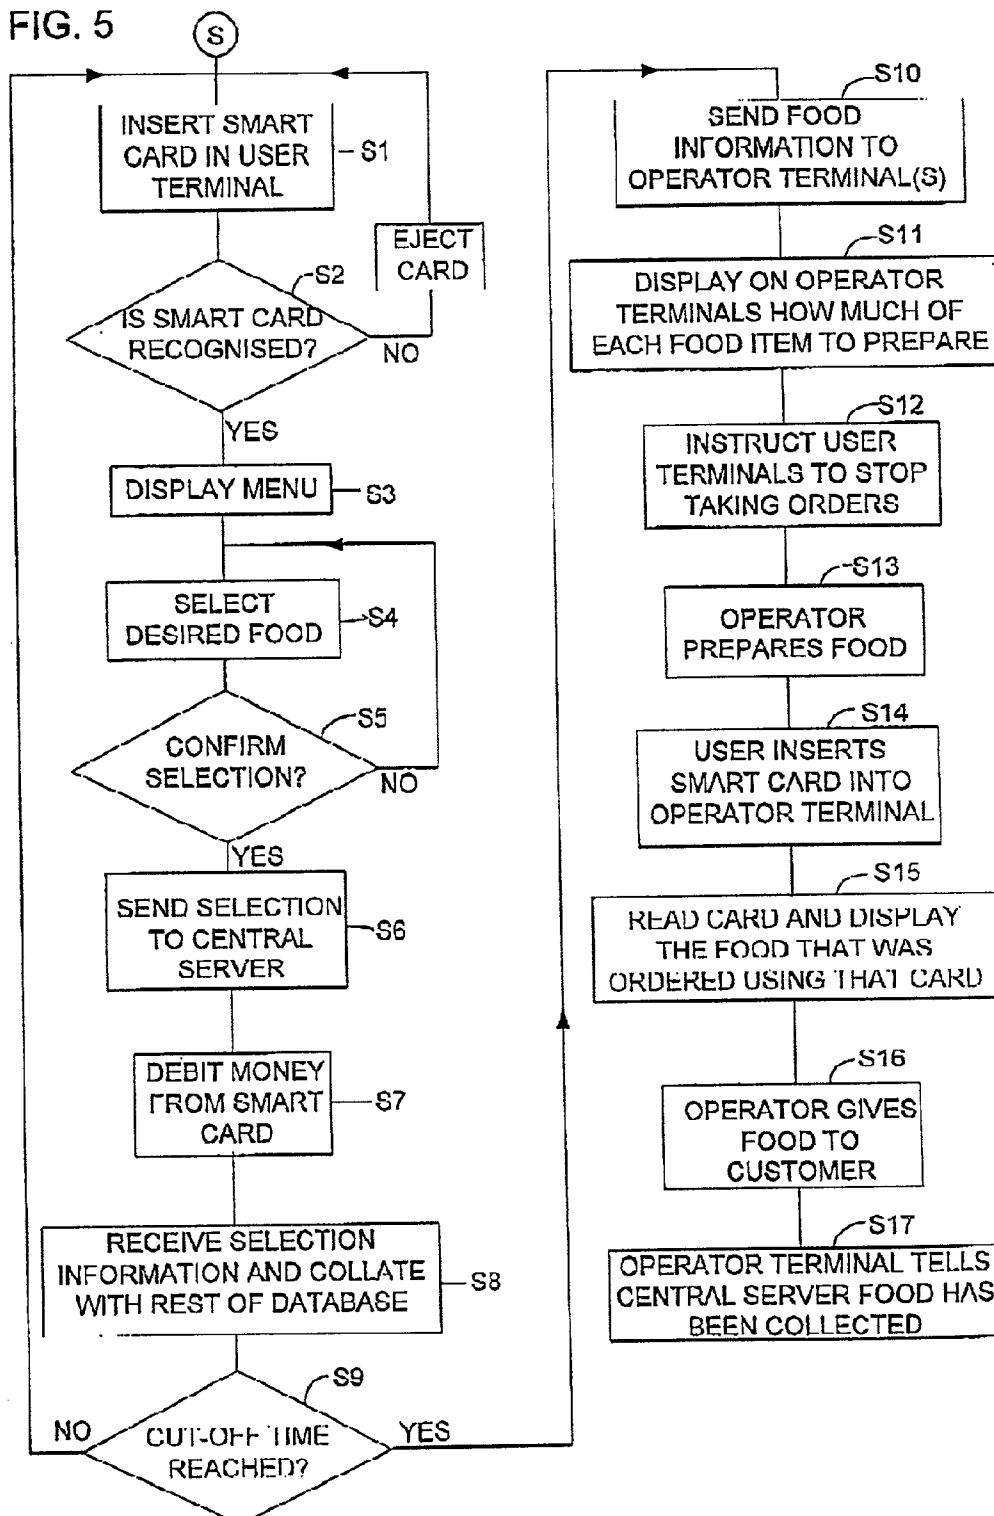 FIG. 5
S
INSERT SMART
CARD IN USER
TERMINAL
S1
EJECT
CARD
S2
IS SMART CARD
RECOGNISED?
NO
YES
DISPLAY MENU
S3
SELECT
DESIRED FOOD
S4
S5
CONFIRM
SELECTION?
NO
YES
SEND SELECTION
TO CENTRAL
SERVER
S6
DEBIT MONEY
FROM SMART
CARD
S7
RECEIVE SELECTION
INFORMATION AND COLLATE
WITH REST OF DATABASE
S8
S9
NO
CUT-OFF TIME
REACHED?
YES
S10
SEND FOOD
INFORMATION TO
OPERATOR TERMINAL(S)
S11
DISPLAY ON OPERATOR
TERMINALS HOW MUCH OF
EACH FOOD ITEM TO PREPARE
S12
INSTRUCT USER
TERMINALS TO STOP
TAKING ORDERS
S13
OPERATOR
PREPARES FOOD
S14
USER INSERTS
SMART CARD INTO
OPERATOR TERMINAL
S15
READ CARD AND DISPLAY
THE FOOD THAT WAS
ORDERED USING THAT CARD
S16
OPERATOR GIVES
FOOD TO
CUSTOMER
S17
OPERATOR TERMINAL TELLS
CENTRAL SERVER FOOD HAS
BEEN COLLECTED